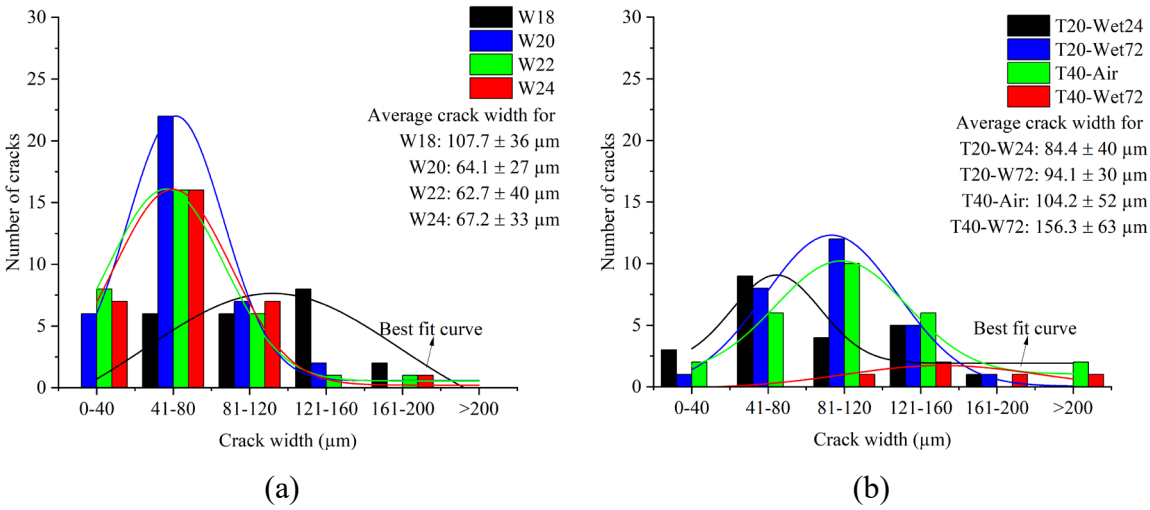 30
25
20
15
10
5
0
Number of cracks
W18
W20
W22
W24
Average crack width for
W18: 107.7 ± 36 µm
W20: 64.1 ± 27 µm
W22: 62.7 ± 40 µm
W24: 67.2 ± 33 µm
Best fit curve
0-40 41-80 81-120 121-160 161-200 >200
Crack width (µm)
(a)
30
25
20
15
10
5
0
Number of cracks
T20-Wet24
T20-Wet72
T40-Air
T40-Wet72
Average crack width for
T20-W24: 84.4 ± 40 µm
T20-W72: 94.1 ± 30 µm
T40-Air: 104.2 ± 52 µm
T40-W72: 156.3 ± 63 µm
Best fit curve
0-40 41-80 81-120 121-160 161-200 >200
Crack width (µm)
(b)